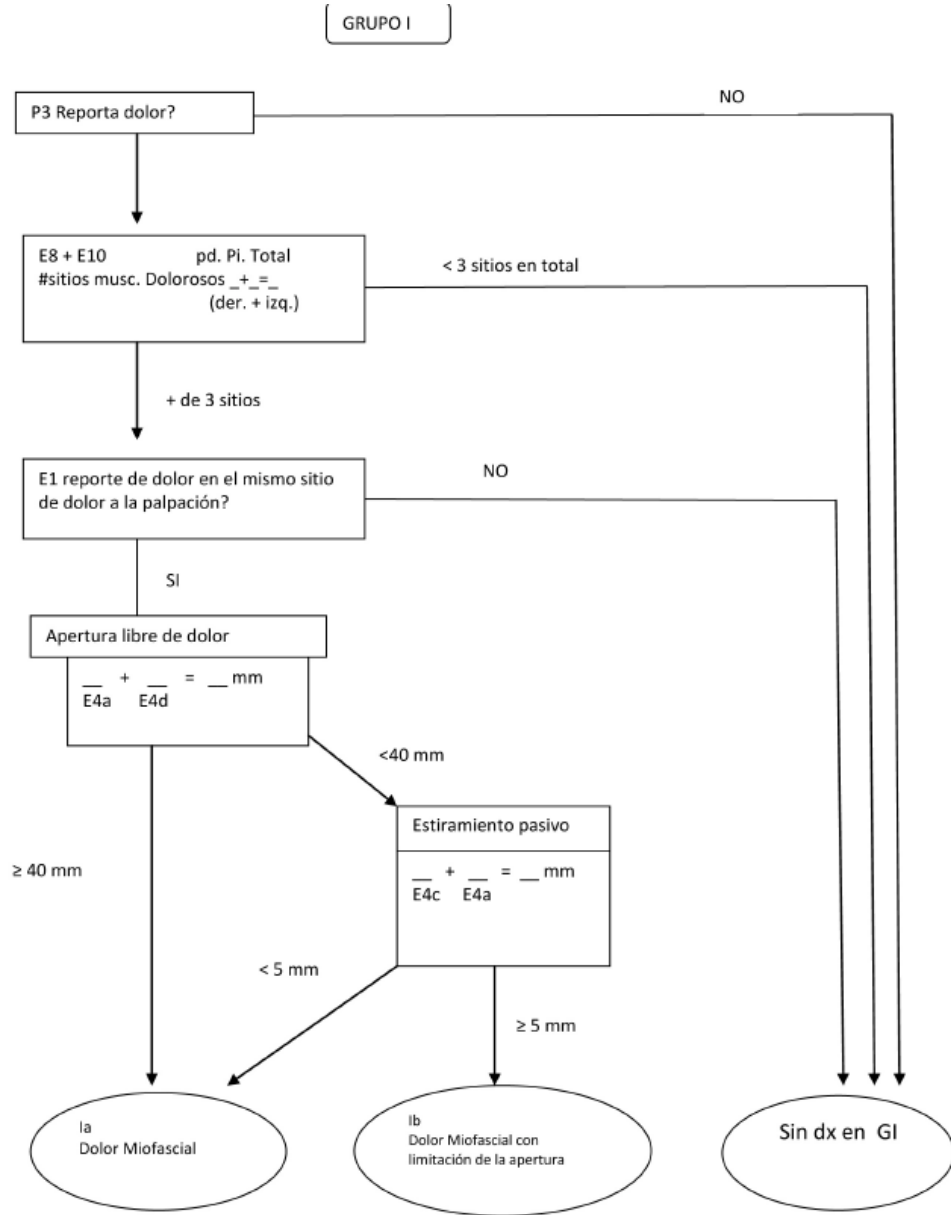 GRUPO I
P3 Reporta dolor?
NO
E8 + E10 pd. Pi. Total
#sitios musc. Dolorosos _+_=_
(der. + izq.)
< 3 sitios en total
+ de 3 sitios
E1 reporte de dolor en el mismo sitio
de dolor a la palpación?
NO
SI
Apertura libre de dolor
__ + __ = __ mm
E4a E4d
<40 mm
≥ 40 mm
Estiramiento pasivo
__ + __ = __ mm
E4c E4a
< 5 mm
≥ 5 mm
Ia
Dolor Miofascial
Ib
Dolor Miofascial con
limitación de la apertura
Sin dx en GI